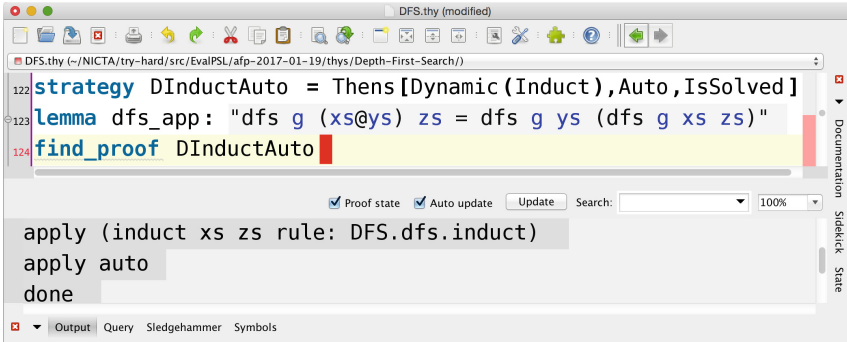 DFS.thy (modified)
DFS.thy (~/NICTA/try-hard/src/EvalPSL/afp-2017-01-19/thys/Depth-First-Search/)
122 strategy DInductAuto = Thens[Dynamic(Induct),Auto,IsSolved]
123 lemma dfs_app: "dfs g (xs@ys) zs = dfs g ys (dfs g xs zs)"
124 find_proof DInductAuto
Proof state Auto update Update Search: 100%
apply (induct xs zs rule: DFS.dfs.induct)
apply auto
done
Output Query Sledgehammer Symbols
Documentation
Sidekick
State